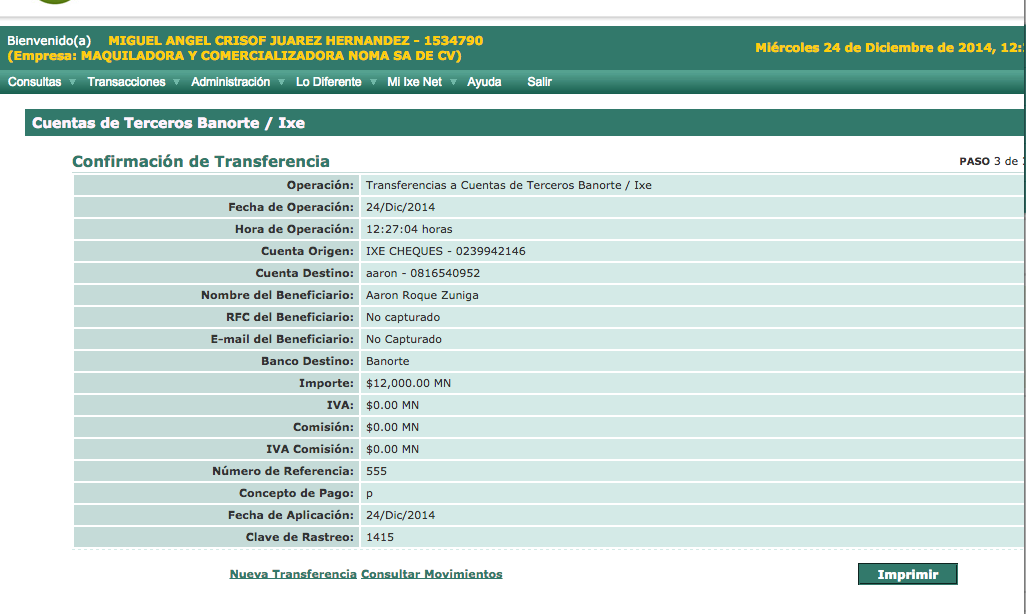 Bienvenido(a) MIGUEL ANGEL CRISOF JUAREZ HERNANDEZ - 1534790
(Empresa: MAQUILADORA Y COMERCIALIZADORA NOMA SA DE CV)
Miércoles 24 de Diciembre de 2014, 12:
Consultas Transacciones Administración Lo Diferente Mi Ixe Net Ayuda Salir
Cuentas de Terceros Banorte / Ixe
Confirmación de Transferencia PASO 3 de
Operación: Transferencias a Cuentas de Terceros Banorte / Ixe
Fecha de Operación: 24/Dic/2014
Hora de Operación: 12:27:04 horas
Cuenta Origen: IXE CHEQUES - 0239942146
Cuenta Destino: aaron - 0816540952
Nombre del Beneficiario: Aaron Roque Zuniga
RFC del Beneficiario: No capturado
E-mail del Beneficiario: No Capturado
Banco Destino: Banorte
Importe: $12,000.00 MN
IVA: $0.00 MN
Comisión: $0.00 MN
IVA Comisión: $0.00 MN
Número de Referencia: 555
Concepto de Pago: p
Fecha de Aplicación: 24/Dic/2014
Clave de Rastreo: 1415
Nueva Transferencia Consultar Movimientos Imprimir